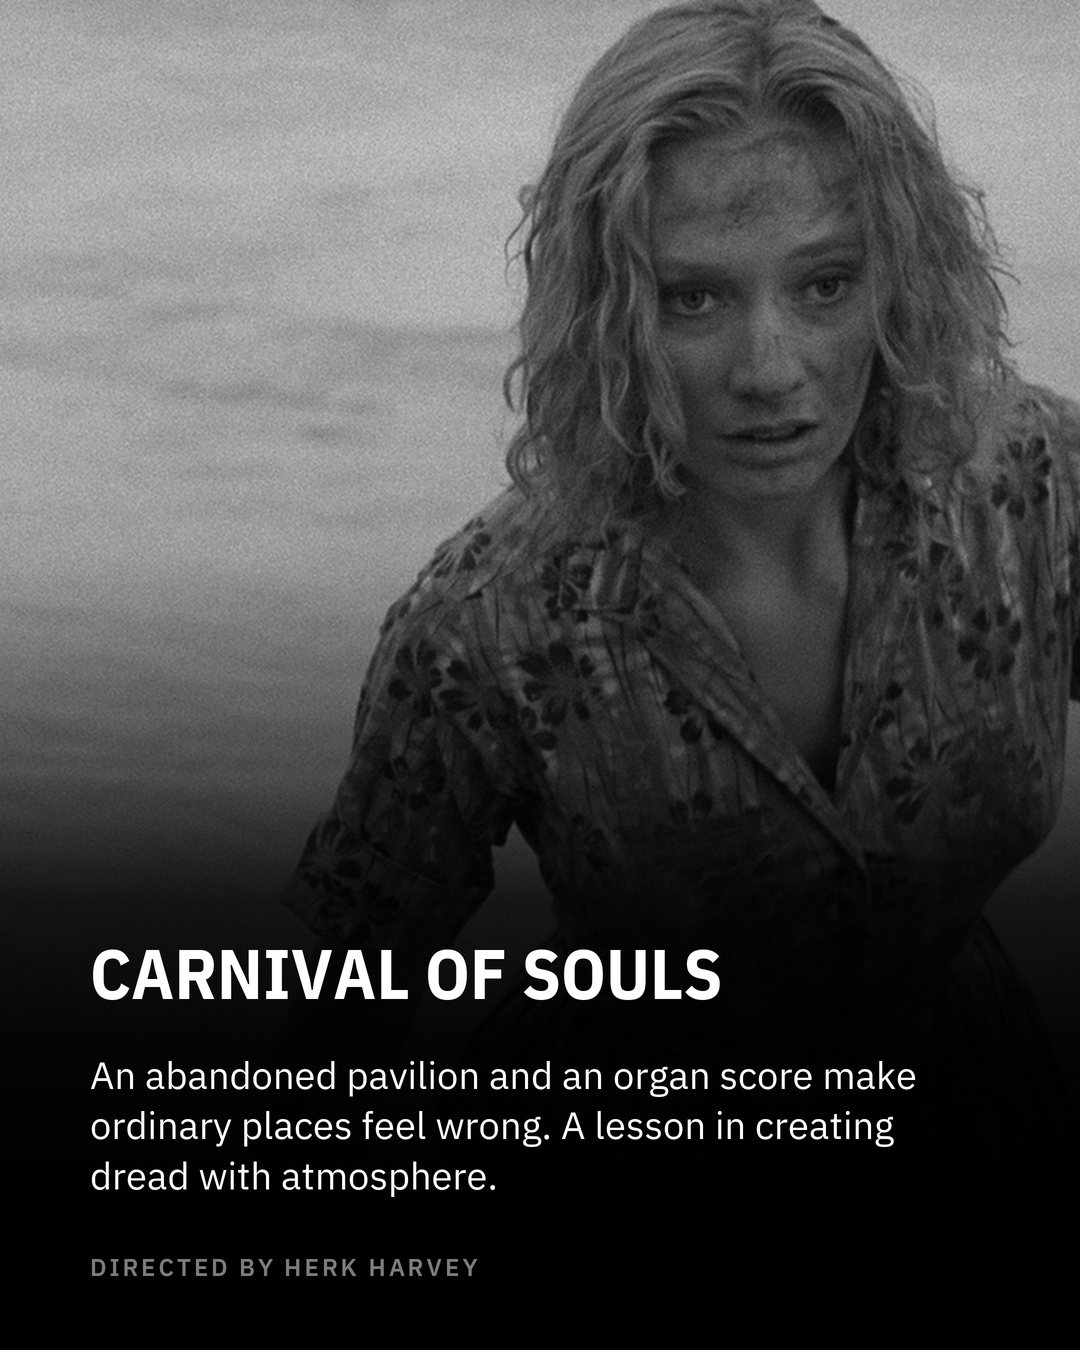 CARNIVAL OF SOULS
An abandoned pavilion and an organ score make
ordinary places feel wrong. A lesson in creating
dread with atmosphere.
DIRECTED BY HERK HARVEY